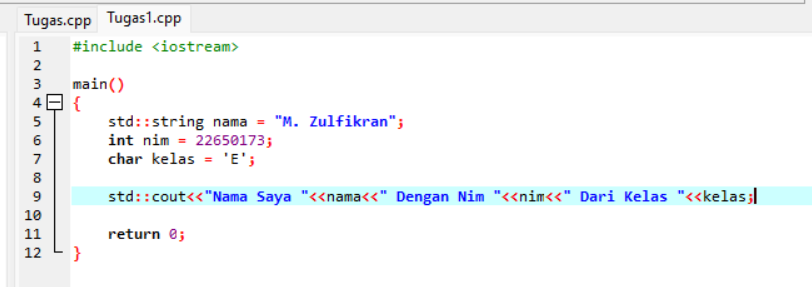 Tugas.cpp Tugas1.cpp
1 #include <iostream>
2
3 main()
4 {
5 std::string nama = "M. Zulfikran";
6 int nim = 22650173;
7 char kelas = 'E';
8
9 std::cout<<"Nama Saya "<<nama<<" Dengan Nim "<<nim<<" Dari Kelas "<<kelas;
10
11 return 0;
12 }